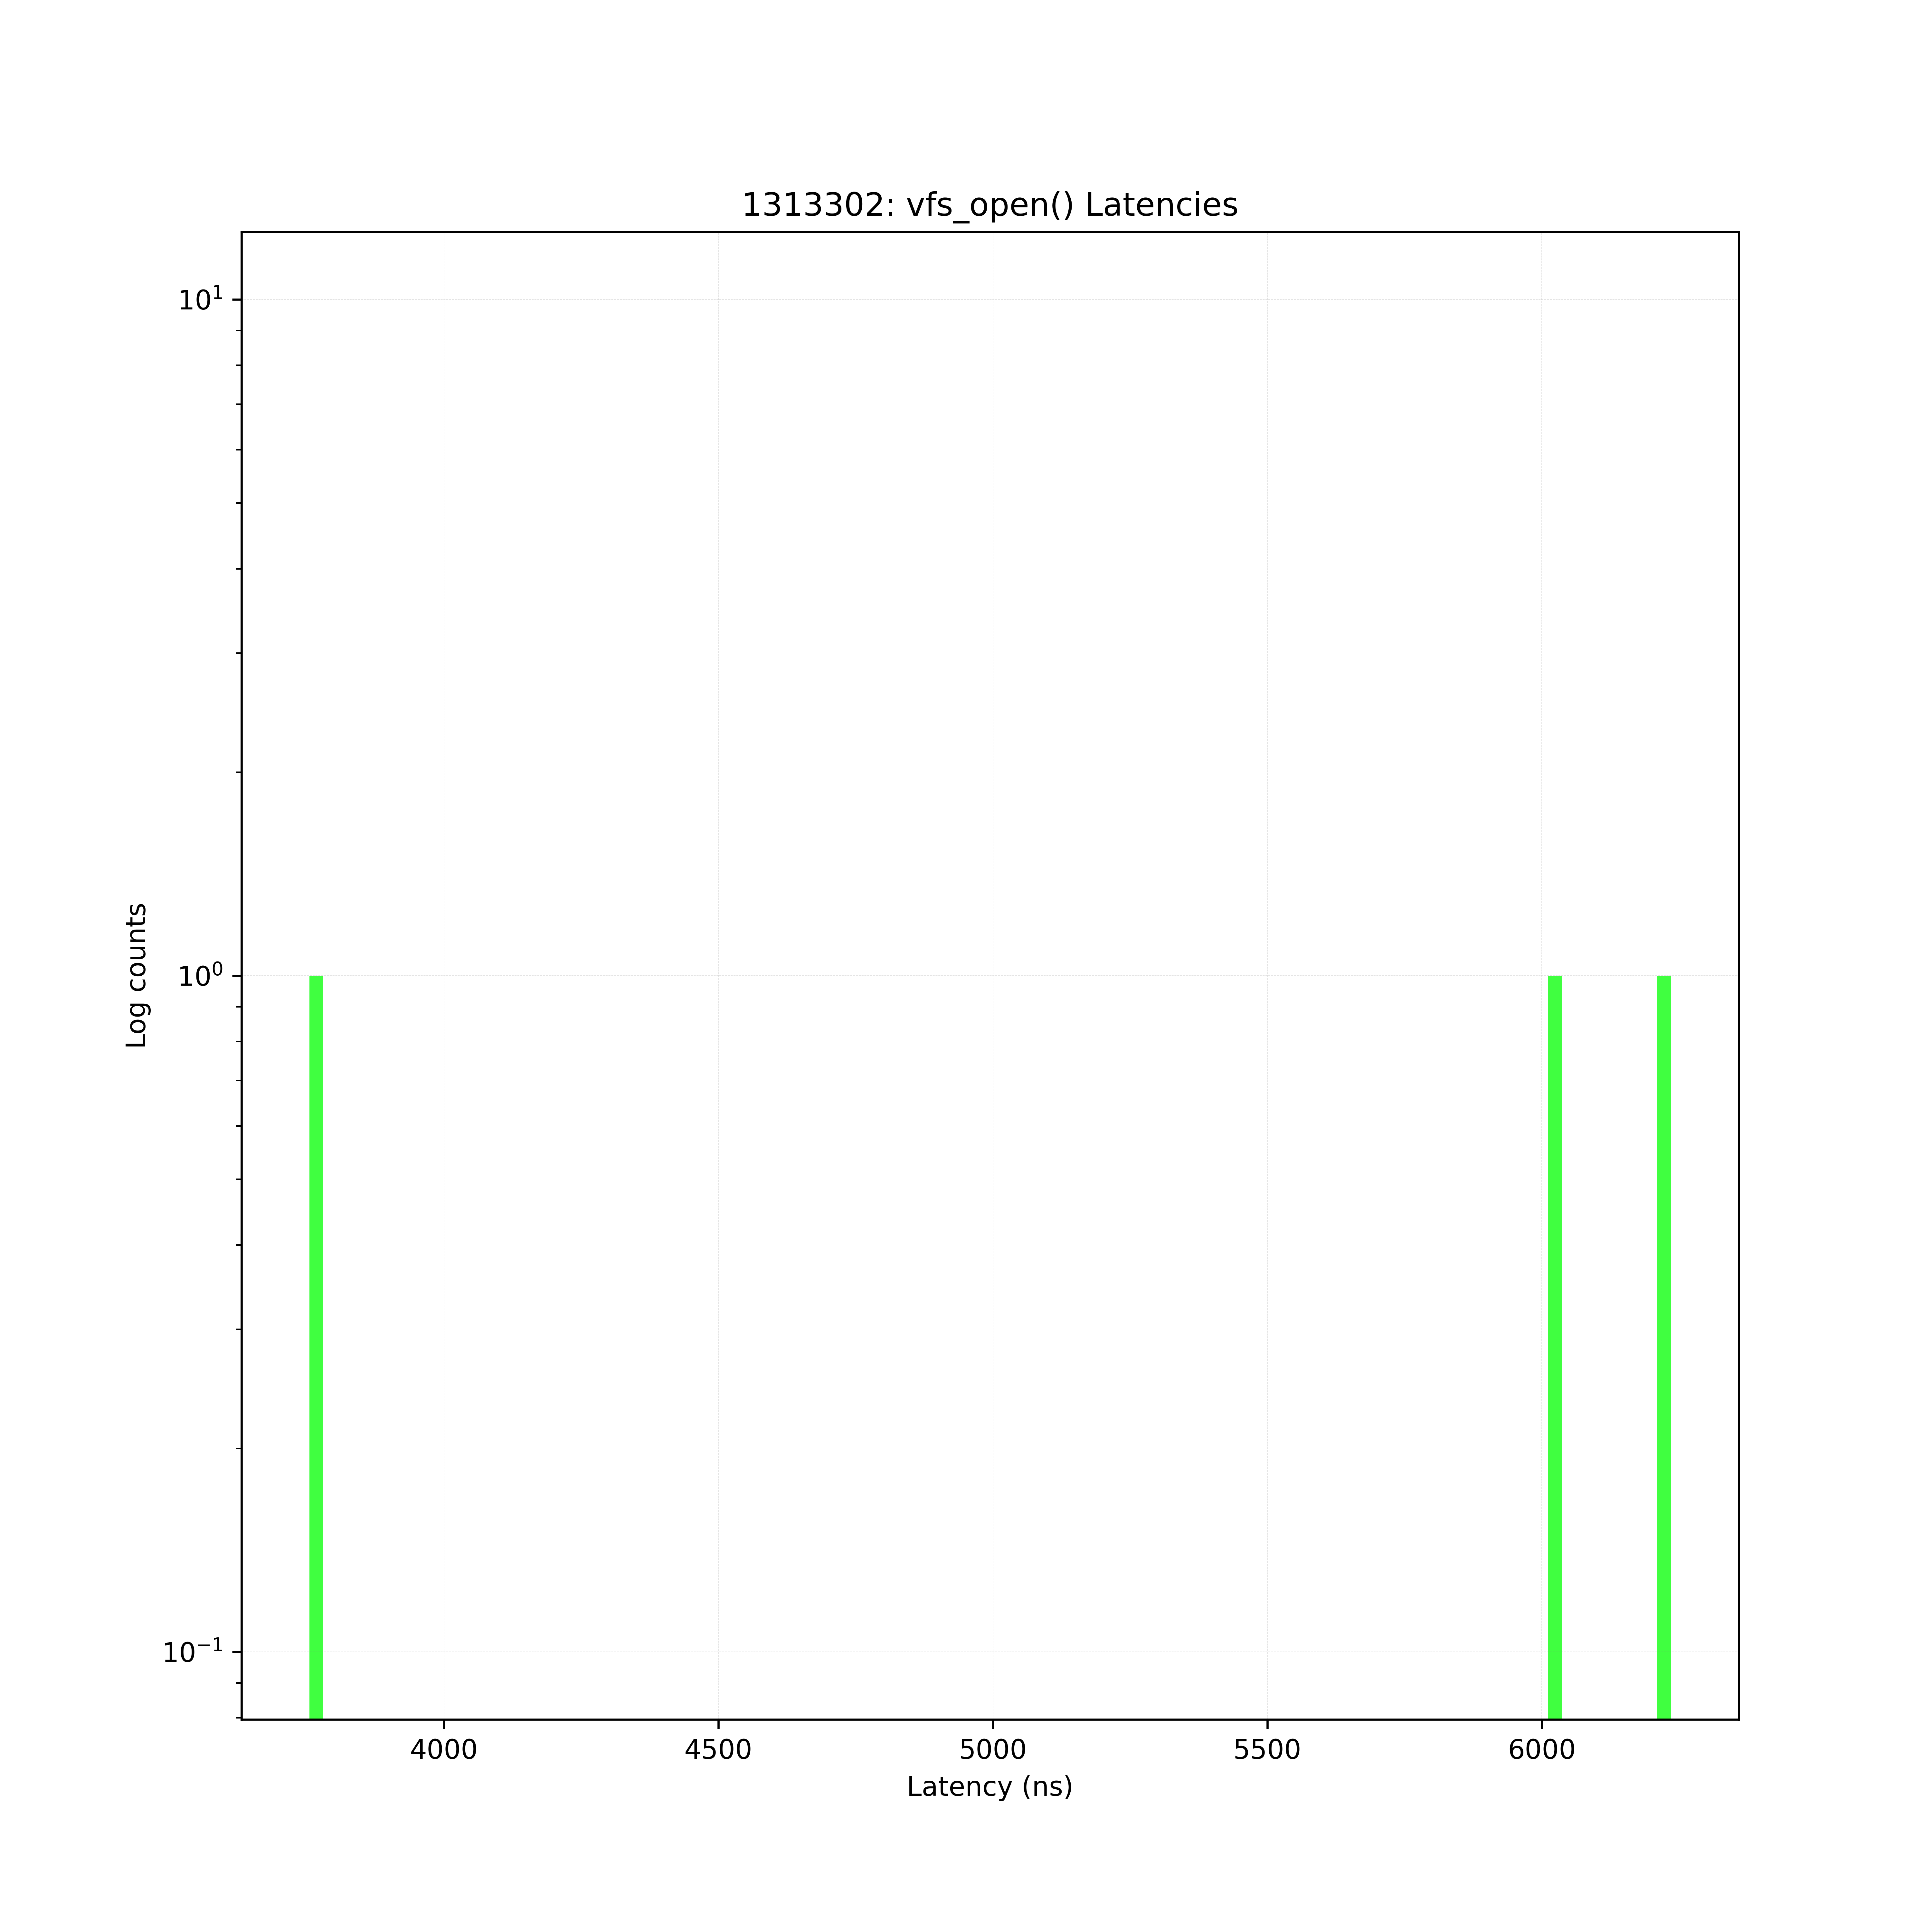 1313302: vfs_open() Latencies
10¹
10⁰
10⁻¹
Log counts
4000 4500 5000 5500 6000
Latency (ns)